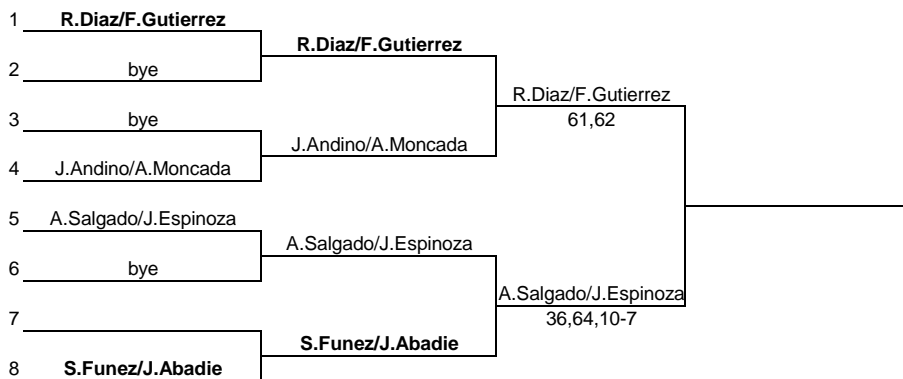 1 R.Diaz/F.Gutierrez
R.Diaz/F.Gutierrez
2 bye
R.Diaz/F.Gutierrez
61,62
3 bye
J.Andino/A.Moncada
4 J.Andino/A.Moncada
5 A.Salgado/J.Espinoza
A.Salgado/J.Espinoza
6 bye
A.Salgado/J.Espinoza
36,64,10-7
7
S.Funez/J.Abadie
8 S.Funez/J.Abadie